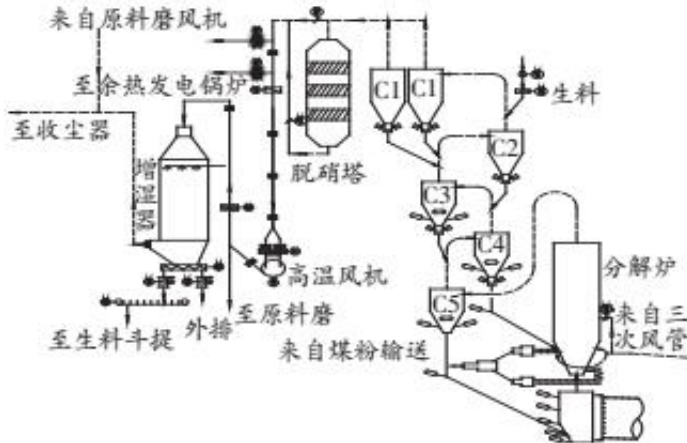 来自原料磨风机
至余热发电锅炉
至收尘器
增湿器
脱硝塔
C1
C1
生料
C2
C3
C4
C5
高温风机
分解炉
来自三
次风管
至生料斗提
外排
至原料磨
来自煤粉输送